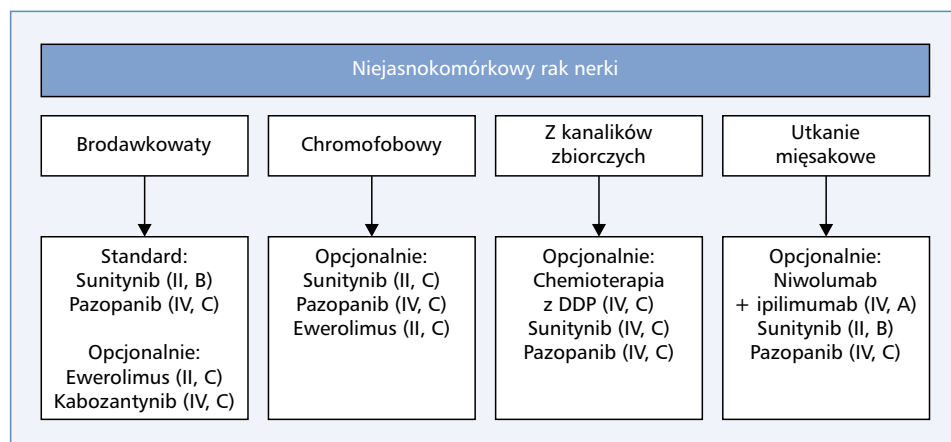 Niejasnokomórkowy rak nerki
Brodawkowaty
Chromofobowy
Z kanalików
zbiorczych
Utkanie
mięsakowe
Standard:
Sunitynib (II, B)
Pazopanib (IV, C)
Opcjonalnie:
Ewerolimus (II, C)
Kabozantynib (IV, C)
Opcjonalnie:
Sunitynib (II, C)
Pazopanib (IV, C)
Ewerolimus (II, C)
Opcjonalnie:
Chemioterapia
z DDP (IV, C)
Sunitynib (IV, C)
Pazopanib (IV, C)
Opcjonalnie:
Niwolumab
+ ipilimumab (IV, A)
Sunitynib (II, B)
Pazopanib (IV, C)